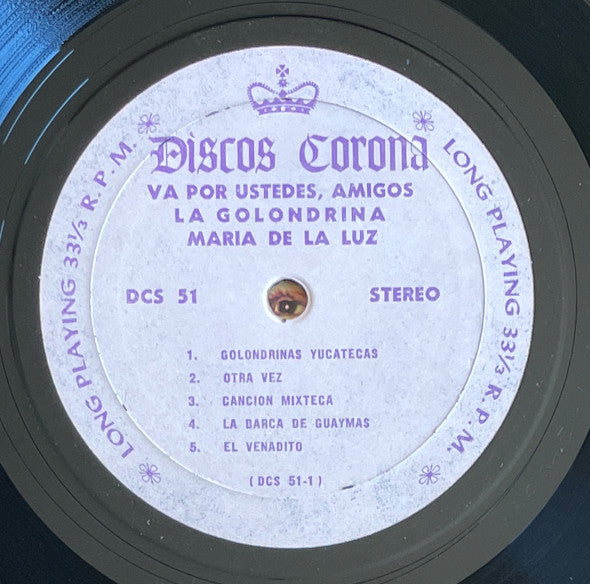 Discos Corona
VA POR USTEDES, AMIGOS
LA GOLONDRINA
MARIA DE LA LUZ
DCS 51
STEREO
1. GOLONDRINAS YUCATECAS
2. OTRA VEZ
3. CANCION MIXTECA
4. LA BARCA DE GUAYMAS
5. EL VENADITO
(DCS 51-1)
LONG PLAYING 33⅓ R.P.M.
LONG PLAYING 33⅓ R.P.M.